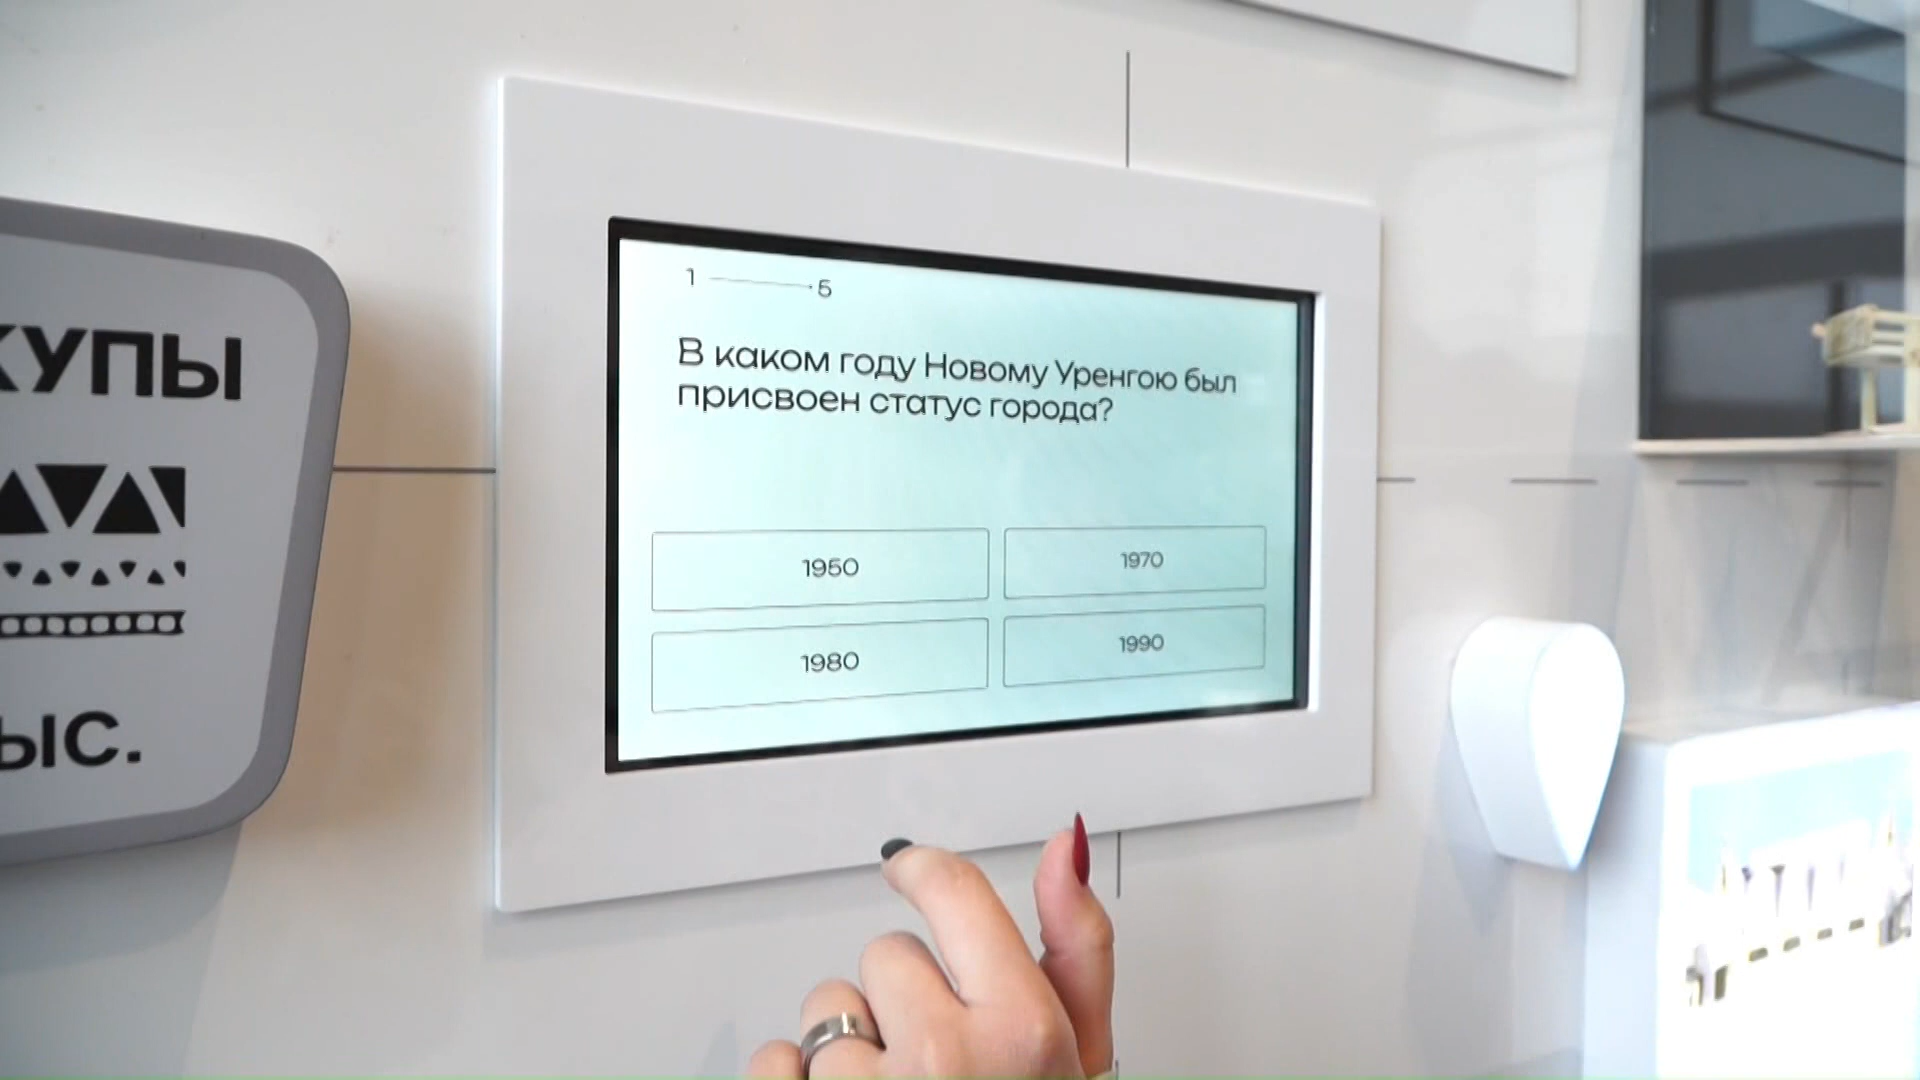 КУПЫ
ЫС.
1 5
В каком году Новому Уренгою был
присвоен статус города?
1950
1970
1980
1990